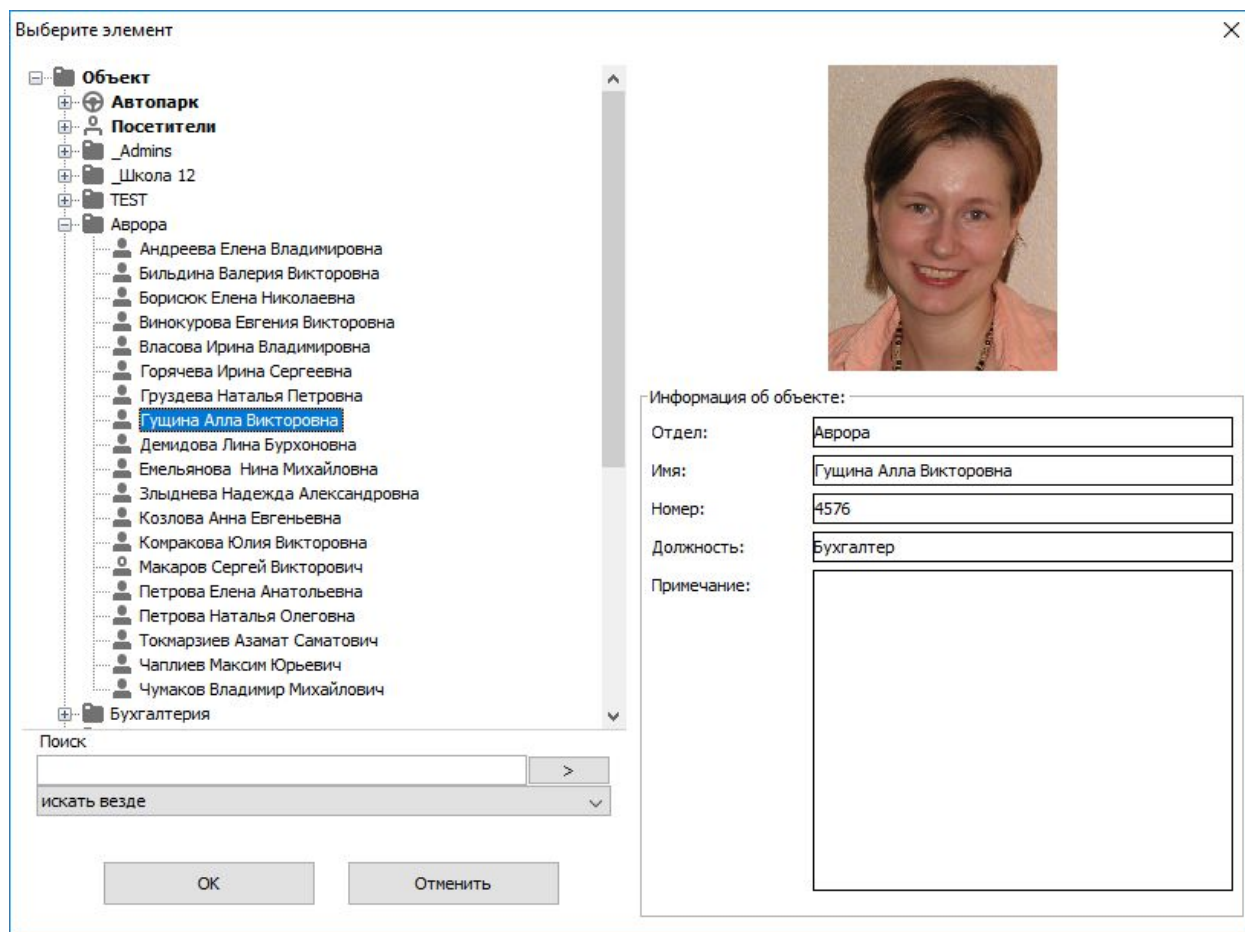 Выберите элемент
Объект
Автопарк
Посетители
_Admins
_Школа 12
TEST
Аврора
Андреева Елена Владимировна
Бильдина Валерия Викторовна
Борисюк Елена Николаевна
Винокурова Евгения Викторовна
Власова Ирина Владимировна
Горячева Ирина Сергеевна
Груздева Наталья Петровна
Гущина Алла Викторовна
Демидова Лина Бурхоновна
Емельянова  Нина Михайловна
Злыднева Надежда Александровна
Козлова Анна Евгеньевна
Комракова Юлия Викторовна
Макаров Сергей Викторович
Петрова Елена Анатольевна
Петрова Наталья Олеговна
Токмарзиев Азамат Саматович
Чаплиев Максим Юрьевич
Чумаков Владимир Михайлович
Бухгалтерия
Поиск
>
искать везде
ОК
Отменить
Информация об объекте:
Отдел: Аврора
Имя: Гущина Алла Викторовна
Номер: 4576
Должность: Бухгалтер
Примечание: